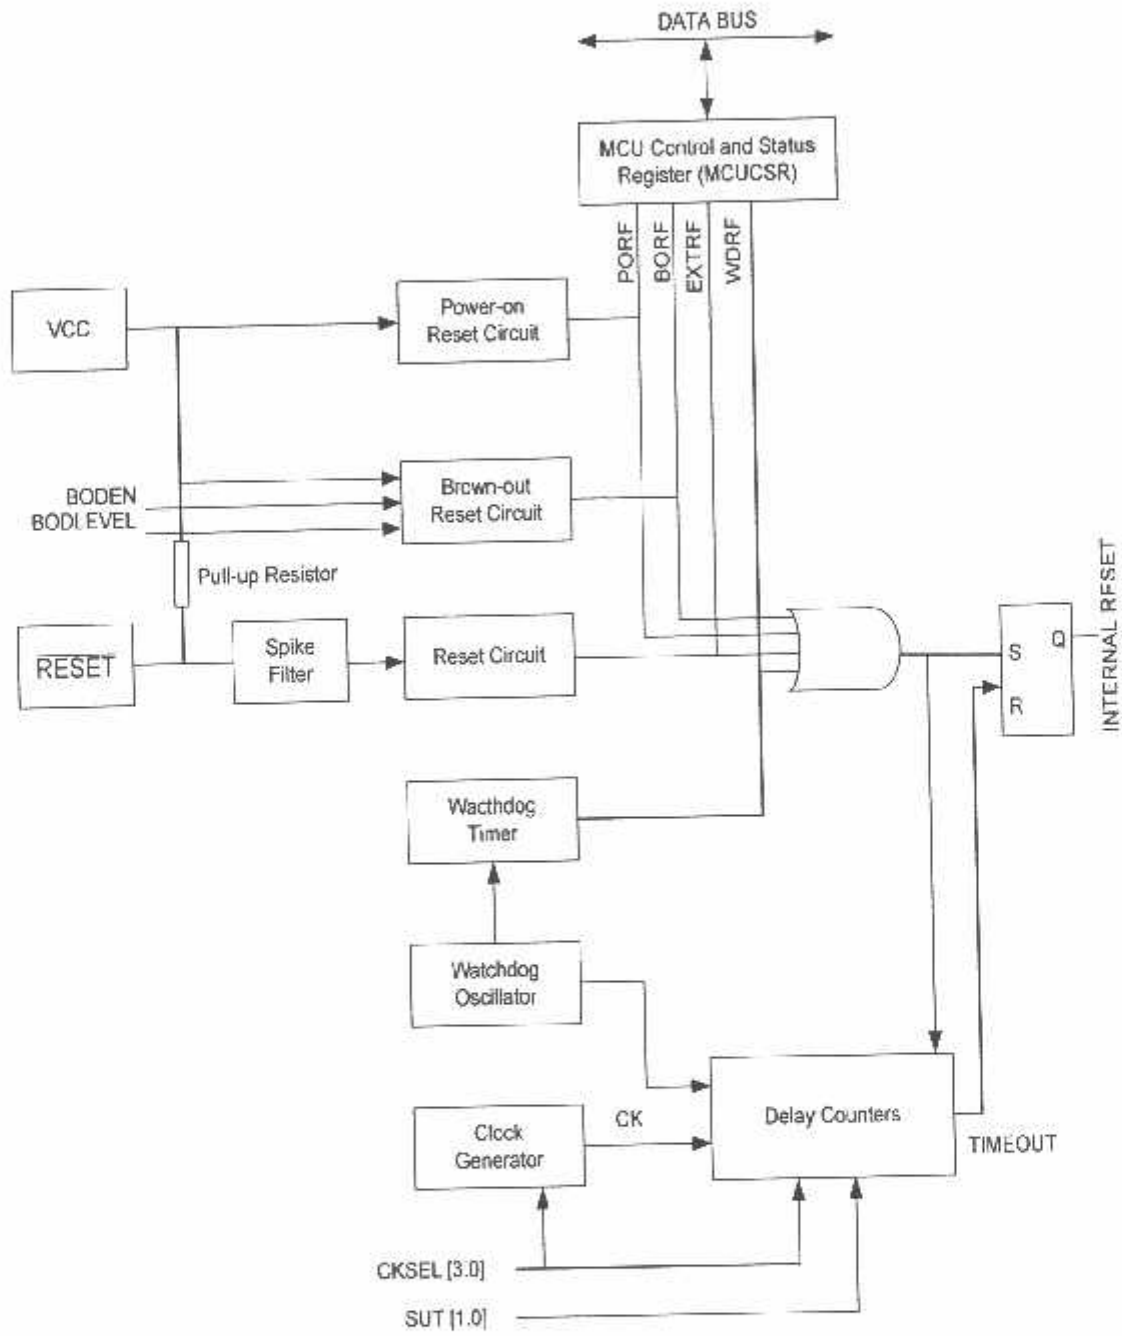 DATA BUS
MCU Control and Status
Register (MCUCSR)
PORF
BORF
EXTRF
WDRF
VCC
Power-on
Reset Circuit
BODEN
BODLEVEL
Brown-out
Reset Circuit
Pull-up Resistor
RESET
Spike
Filter
Reset Circuit
S
Q
R
INTERNAL RESET
Wacthdog
Timer
Watchdog
Oscillator
Clock
Generator
CK
Delay Counters
TIMEOUT
CKSEL [3.0]
SUT [1.0]